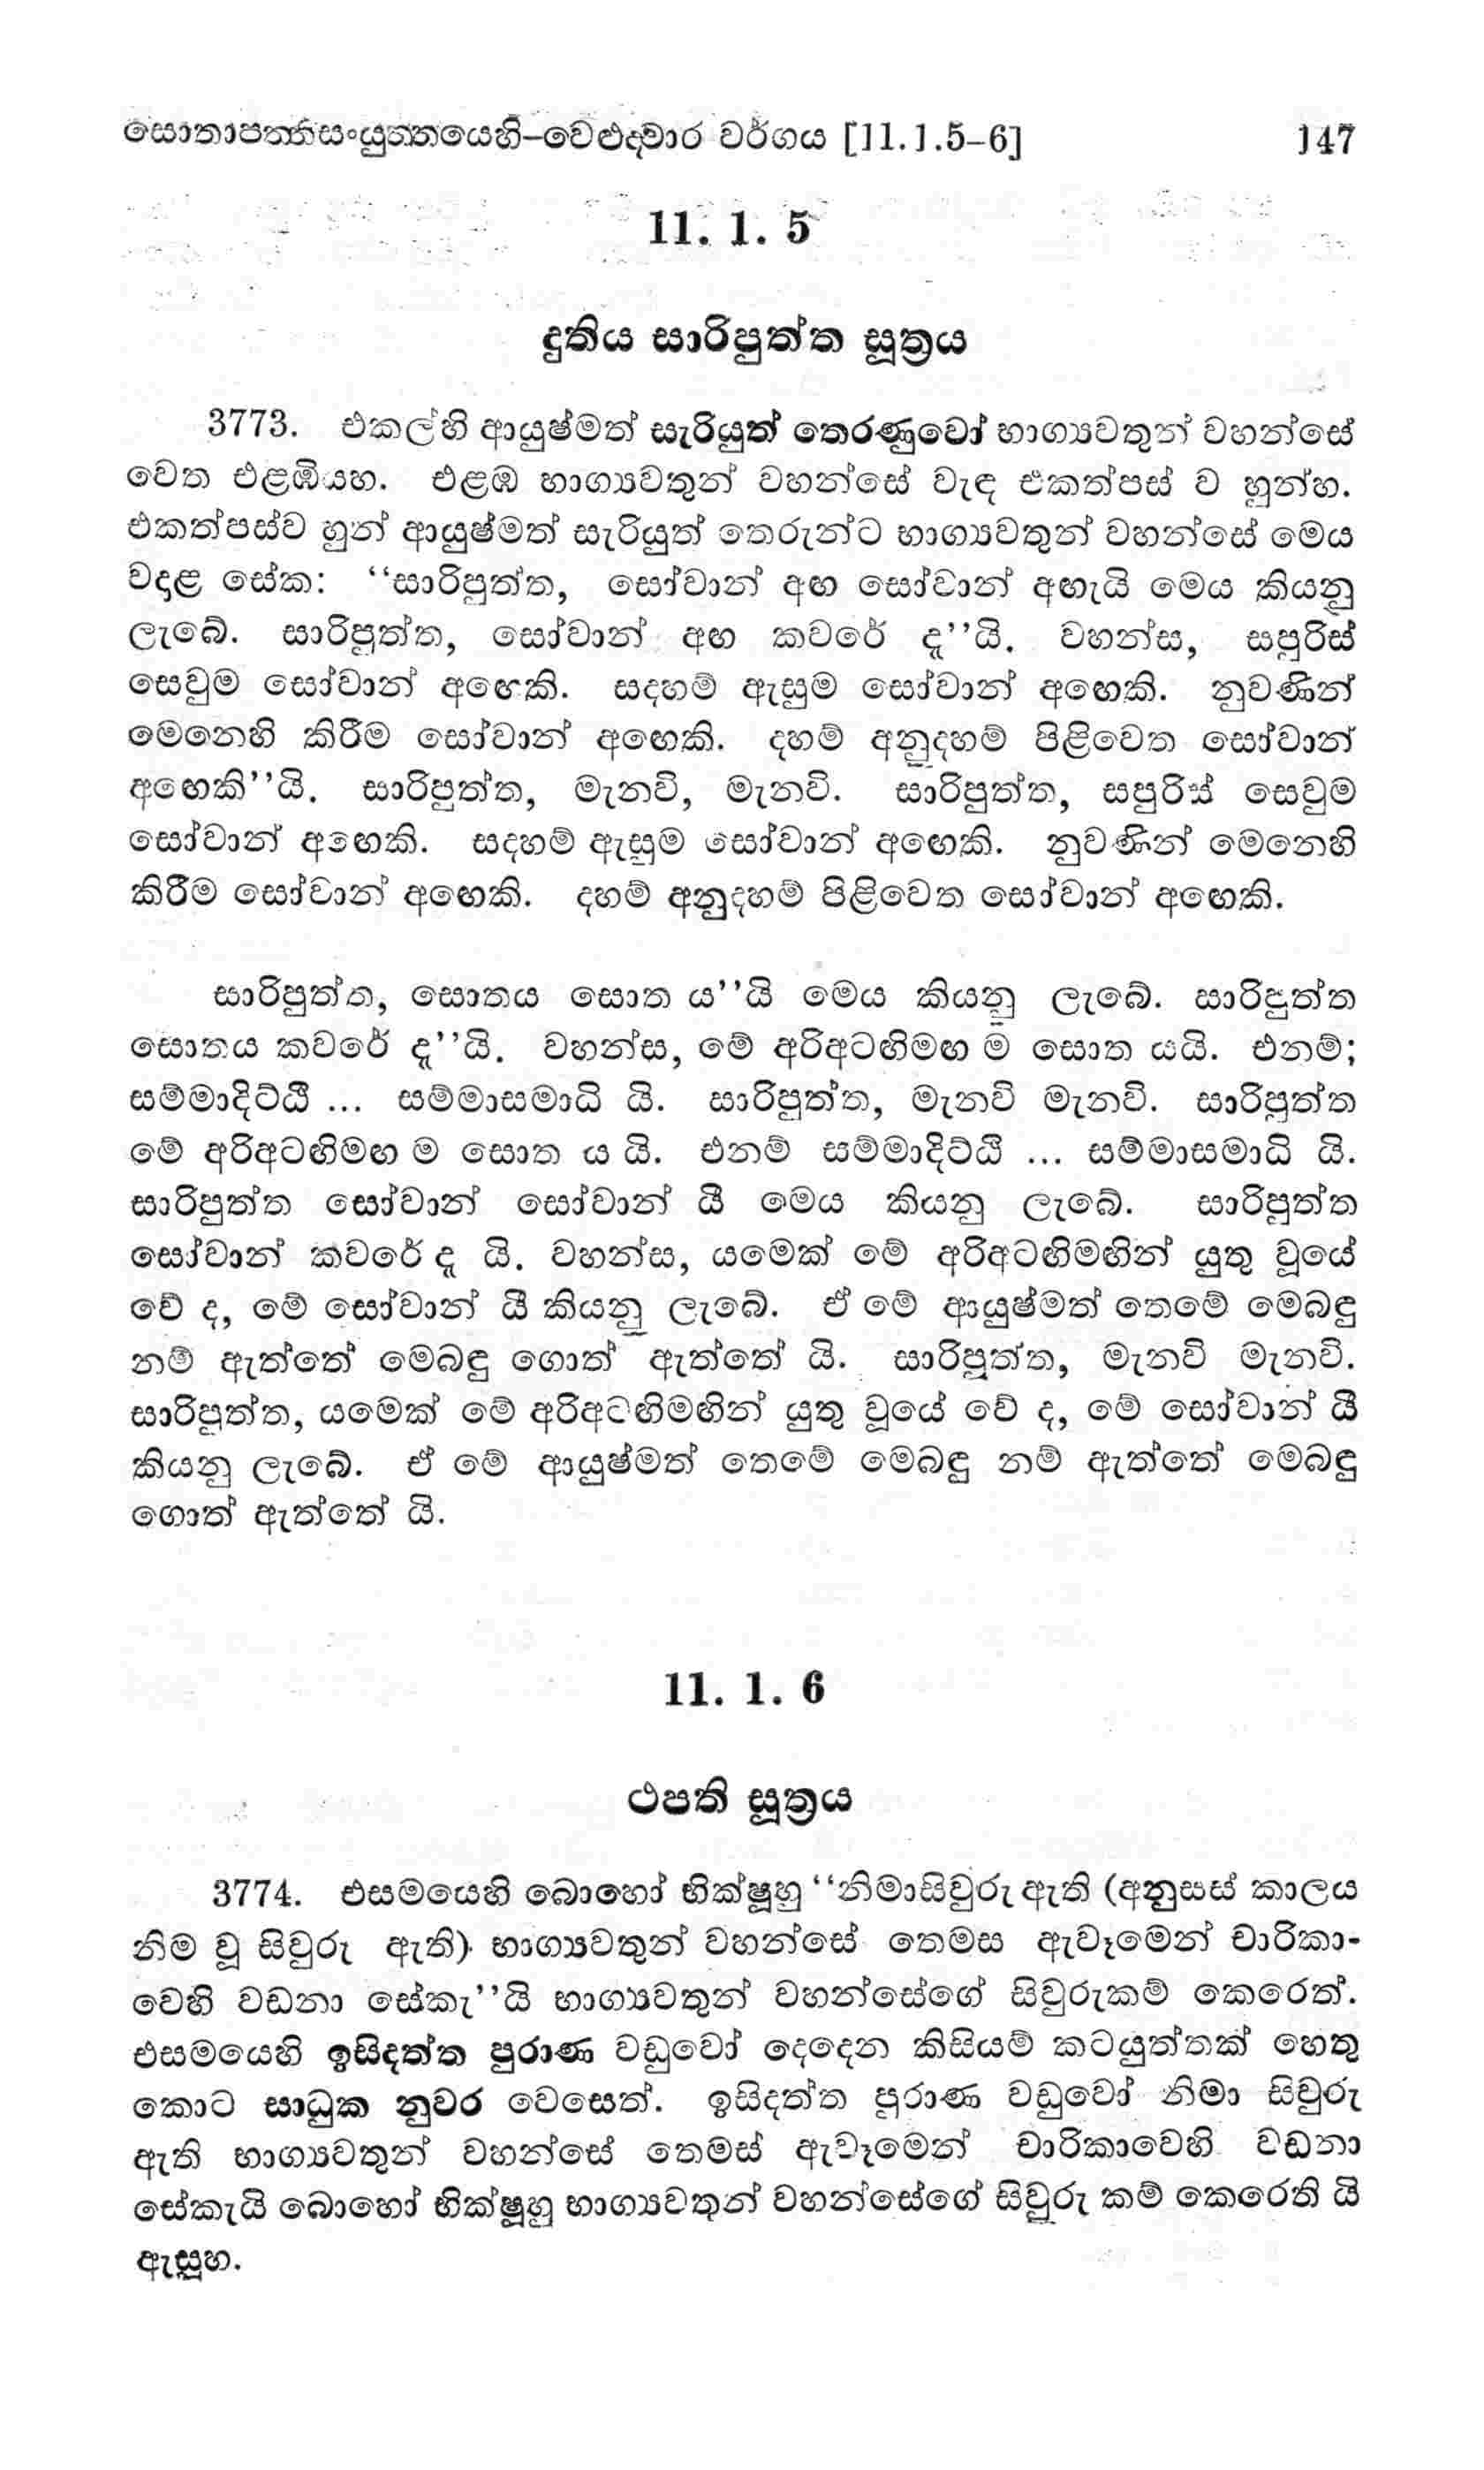 සොතාපත්තිසංයුත්තයෙහි–වෙළුද්වාර වර්ගය [11.1.5–6] 147
11. 1. 5
දුතිය සාරිපුත්ත සූත්‍රය
3773. එකල්හි ආයුෂ්මත් සැරියුත් තෙරණුවෝ භාග්‍යවතුන් වහන්සේ
වෙත එළඹියහ. එළඹ භාග්‍යවතුන් වහන්සේ වැඳ එකත්පස් ව හුන්හ.
එකත්පස්ව හුන් ආයුෂ්මත් සැරියුත් තෙරුන්ට භාග්‍යවතුන් වහන්සේ මෙය
වදාළ සේක: ‘‘සාරිපුත්ත, සෝවාන් අඟ සෝවාන් අඟැයි මෙය කියනු
ලැබේ. සාරිපුත්ත, සෝවාන් අඟ කවරේ ද’’යි. වහන්ස, සපුරිස්
සෙවුම සෝවාන් අඟෙකි. සදහම් ඇසුම සෝවාන් අඟෙකි. නුවණින්
මෙනෙහි කිරීම සෝවාන් අඟෙකි. දහම් අනුදහම් පිළිවෙත සෝවාන්
අඟෙකි’’යි. සාරිපුත්ත, මැනවි, මැනවි. සාරිපුත්ත, සපුරිස් සෙවුම
සෝවාන් අඟෙකි. සදහම් ඇසුම සෝවාන් අඟෙකි. නුවණින් මෙනෙහි
කිරීම සෝවාන් අඟෙකි. දහම් අනුදහම් පිළිවෙත සෝවාන් අඟෙකි.
සාරිපුත්ත, සොතය සොත ය’’යි මෙය කියනු ලැබේ. සාරිපුත්ත
සොතය කවරේ ද’’යි. වහන්ස, මේ අරිඅටඟිමඟ ම සොත යයි. එනම්;
සම්මාදිට්ඨි ... සම්මාසමාධි යි. සාරිපුත්ත, මැනවි මැනවි. සාරිපුත්ත
මේ අරිඅටඟිමඟ ම සොත ය යි. එනම් සම්මාදිට්ඨි ... සම්මාසමාධි යි.
සාරිපුත්ත සෝවාන් සෝවාන් යී මෙය කියනු ලැබේ. සාරිපුත්ත
සෝවාන් කවරේ ද යි. වහන්ස, යමෙක් මේ අරිඅටඟිමඟින් යුතු වූයේ
වේ ද, මේ සෝවාන් යී කියනු ලැබේ. ඒ මේ ආයුෂ්මත් තෙමේ මෙබඳු
නම් ඇත්තේ මෙබඳු ගොත් ඇත්තේ යි. සාරිපුත්ත, මැනවි මැනවි.
සාරිපුත්ත, යමෙක් මේ අරිඅටඟිමඟින් යුතු වූයේ වේ ද, මේ සෝවාන් යී
කියනු ලැබේ. ඒ මේ ආයුෂ්මත් තෙමේ මෙබඳු නම් ඇත්තේ මෙබඳු
ගොත් ඇත්තේ යි.
11. 1. 6
ථපති සූත්‍රය
3774. එසමයෙහි බොහෝ භික්ෂූහු ‘‘නිමාසිවුරු ඇති (අනුසස් කාලය
නිම වූ සිවුරු ඇති) භාග්‍යවතුන් වහන්සේ තෙමස ඇවෑමෙන් චාරිකා-
වෙහි වඩනා සේකැ’’යි භාග්‍යවතුන් වහන්සේගේ සිවුරුකම් කෙරෙත්.
එසමයෙහි ඉසිදත්ත පුරාණ වඩුවෝ දෙදෙන කිසියම් කටයුත්තක් හෙතු
කොට සාධුක නුවර වෙසෙත්. ඉසිදත්ත පුරාණ වඩුවෝ නිමා සිවුරු
ඇති භාග්‍යවතුන් වහන්සේ තෙමස් ඇවෑමෙන් චාරිකාවෙහි වඩනා
සේකැයි බොහෝ භික්ෂූහු භාග්‍යවතුන් වහන්සේගේ සිවුරු කම් කෙරෙති යි
ඇසූහ.